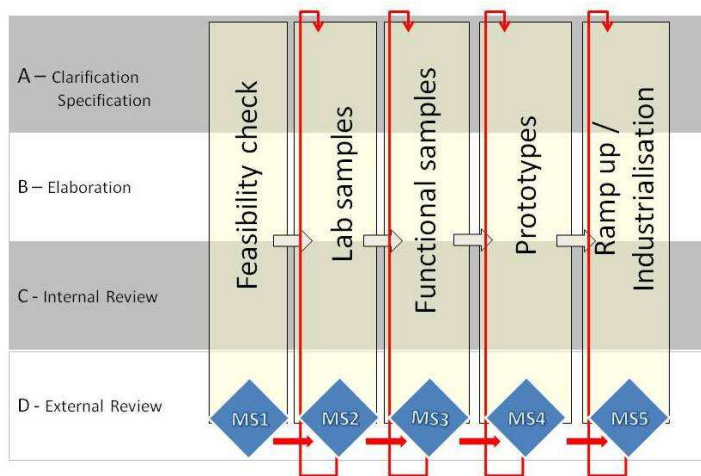 A – Clarification
Specification
B – Elaboration
C - Internal Review
D - External Review
Feasibility check
Lab samples
Functional samples
Prototypes
Ramp up /
Industrialisation
MS1
MS2
MS3
MS4
MS5